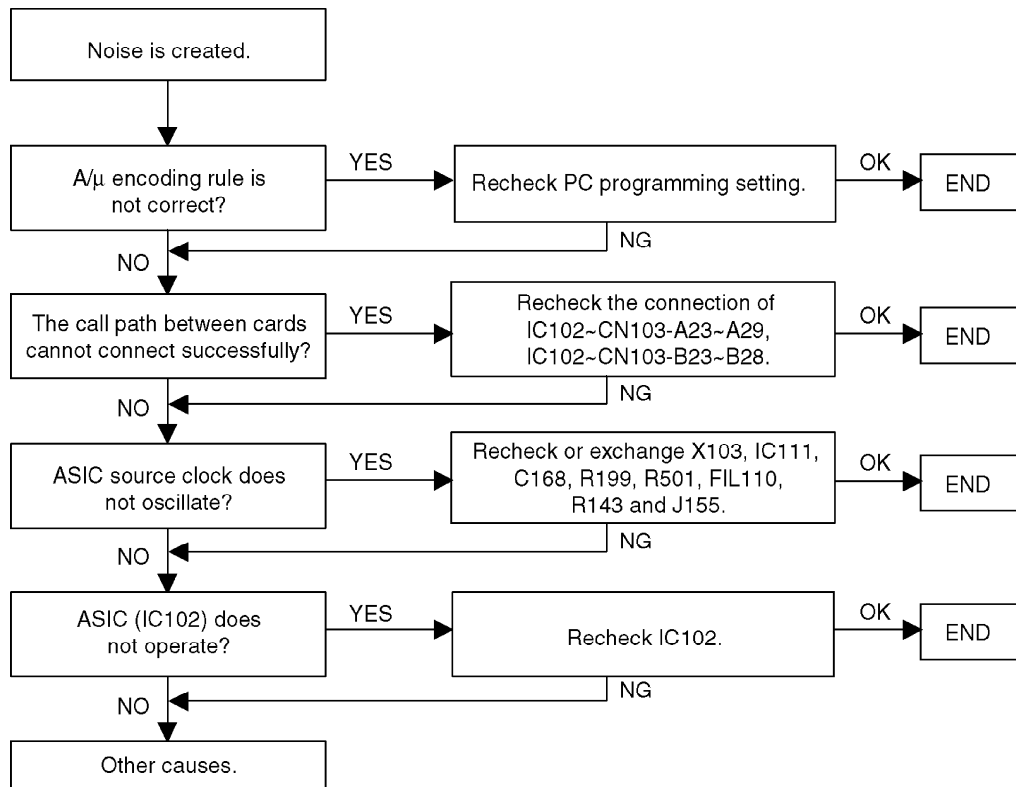 Noise is created.
A/μ encoding rule is
not correct?
YES
Recheck PC programming setting.
OK
END
NG
NO
The call path between cards
cannot connect successfully?
YES
Recheck the connection of
IC102~CN103-A23~A29,
IC102~CN103-B23~B28.
OK
END
NG
NO
ASIC source clock does
not oscillate?
YES
Recheck or exchange X103, IC111,
C168, R199, R501, FIL110,
R143 and J155.
OK
END
NG
NO
ASIC (IC102) does
not operate?
YES
Recheck IC102.
OK
END
NG
NO
Other causes.